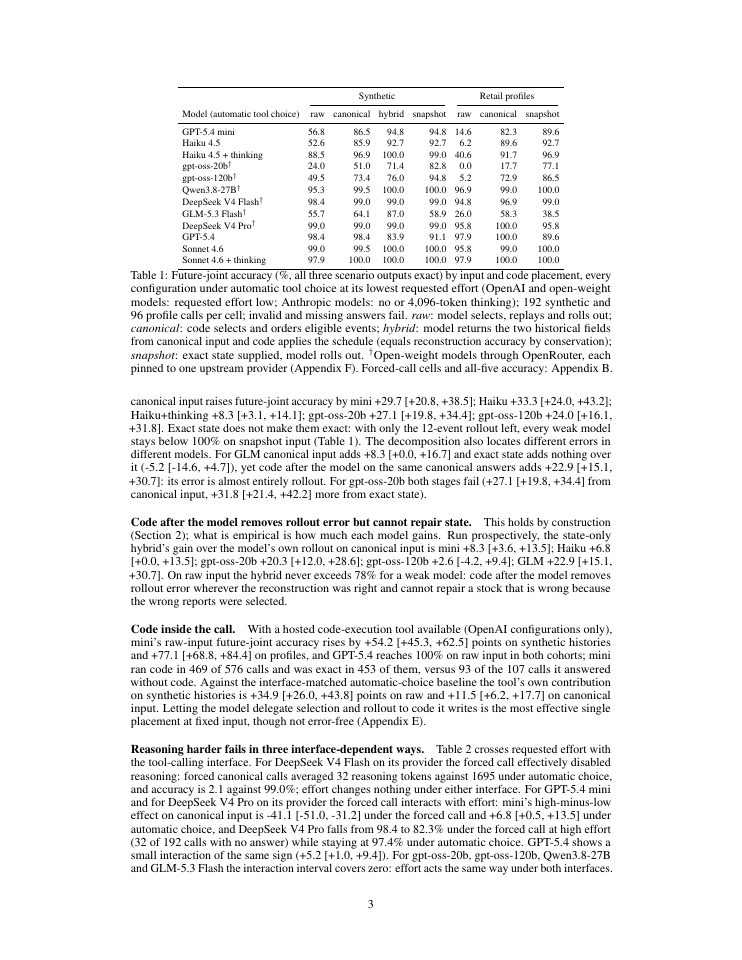 Synthetic Retail profiles
Model (automatic tool choice) raw canonical hybrid snapshot raw canonical snapshot
GPT-5.4 mini 56.8 86.5 94.8 94.8 14.6 82.3 89.6
Haiku 4.5 52.6 85.9 92.7 92.7 6.2 89.6 92.7
Haiku 4.5 + thinking 88.5 96.9 100.0 99.0 40.6 91.7 96.9
gpt-oss-20b† 24.0 51.0 71.4 82.8 0.0 17.7 77.1
gpt-oss-120b† 49.5 73.4 76.0 94.8 5.2 72.9 86.5
Qwen3.8-27B† 95.3 99.5 100.0 100.0 96.9 99.0 100.0
DeepSeek V4 Flash† 98.4 99.0 99.0 99.0 94.8 96.9 99.0
GLM-5.3 Flash† 55.7 64.1 87.0 58.9 26.0 58.3 38.5
DeepSeek V4 Pro† 99.0 99.0 99.0 99.0 95.8 100.0 95.8
GPT-5.4 98.4 98.4 83.9 91.1 97.9 100.0 89.6
Sonnet 4.6 99.0 99.5 100.0 100.0 95.8 99.0 100.0
Sonnet 4.6 + thinking 97.9 100.0 100.0 100.0 97.9 100.0 100.0
Table 1: Future-joint accuracy (%, all three scenario outputs exact) by input and code placement, every
configuration under automatic tool choice at its lowest requested effort (OpenAI and open-weight
models: requested effort low; Anthropic models: no or 4,096-token thinking); 192 synthetic and
96 profile calls per cell; invalid and missing answers fail. raw: model selects, replays and rolls out;
canonical: code selects and orders eligible events; hybrid: model returns the two historical fields
from canonical input and code applies the schedule (equals reconstruction accuracy by conservation);
snapshot: exact state supplied, model rolls out. †Open-weight models through OpenRouter, each
pinned to one upstream provider (Appendix F). Forced-call cells and all-five accuracy: Appendix B.
canonical input raises future-joint accuracy by mini +29.7 [+20.8, +38.5]; Haiku +33.3 [+24.0, +43.2];
Haiku+thinking +8.3 [+3.1, +14.1]; gpt-oss-20b +27.1 [+19.8, +34.4]; gpt-oss-120b +24.0 [+16.1,
+31.8]. Exact state does not make them exact: with only the 12-event rollout left, every weak model
stays below 100% on snapshot input (Table 1). The decomposition also locates different errors in
different models. For GLM canonical input adds +8.3 [+0.0, +16.7] and exact state adds nothing over
it (-5.2 [-14.6, +4.7]), yet code after the model on the same canonical answers adds +22.9 [+15.1,
+30.7]: its error is almost entirely rollout. For gpt-oss-20b both stages fail (+27.1 [+19.8, +34.4] from
canonical input, +31.8 [+21.4, +42.2] more from exact state).
Code after the model removes rollout error but cannot repair state. This holds by construction
(Section 2); what is empirical is how much each model gains. Run prospectively, the state-only
hybrid's gain over the model's own rollout on canonical input is mini +8.3 [+3.6, +13.5]; Haiku +6.8
[+0.0, +13.5]; gpt-oss-20b +20.3 [+12.0, +28.6]; gpt-oss-120b +2.6 [-4.2, +9.4]; GLM +22.9 [+15.1,
+30.7]. On raw input the hybrid never exceeds 78% for a weak model: code after the model removes
rollout error wherever the reconstruction was right and cannot repair a stock that is wrong because
the wrong reports were selected.
Code inside the call. With a hosted code-execution tool available (OpenAI configurations only),
mini's raw-input future-joint accuracy rises by +54.2 [+45.3, +62.5] points on synthetic histories
and +77.1 [+68.8, +84.4] on profiles, and GPT-5.4 reaches 100% on raw input in both cohorts; mini
ran code in 469 of 576 calls and was exact in 453 of them, versus 93 of the 107 calls it answered
without code. Against the interface-matched automatic-choice baseline the tool's own contribution
on synthetic histories is +34.9 [+26.0, +43.8] points on raw and +11.5 [+6.2, +17.7] on canonical
input. Letting the model delegate selection and rollout to code it writes is the most effective single
placement at fixed input, though not error-free (Appendix E).
Reasoning harder fails in three interface-dependent ways. Table 2 crosses requested effort with
the tool-calling interface. For DeepSeek V4 Flash on its provider the forced call effectively disabled
reasoning: forced canonical calls averaged 32 reasoning tokens against 1695 under automatic choice,
and accuracy is 2.1 against 99.0%; effort changes nothing under either interface. For GPT-5.4 mini
and for DeepSeek V4 Pro on its provider the forced call interacts with effort: mini's high-minus-low
effect on canonical input is -41.1 [-51.0, -31.2] under the forced call and +6.8 [+0.5, +13.5] under
automatic choice, and DeepSeek V4 Pro falls from 98.4 to 82.3% under the forced call at high effort
(32 of 192 calls with no answer) while staying at 97.4% under automatic choice. GPT-5.4 shows a
small interaction of the same sign (+5.2 [+1.0, +9.4]). For gpt-oss-20b, gpt-oss-120b, Qwen3.8-27B
and GLM-5.3 Flash the interaction interval covers zero: effort acts the same way under both interfaces.
3